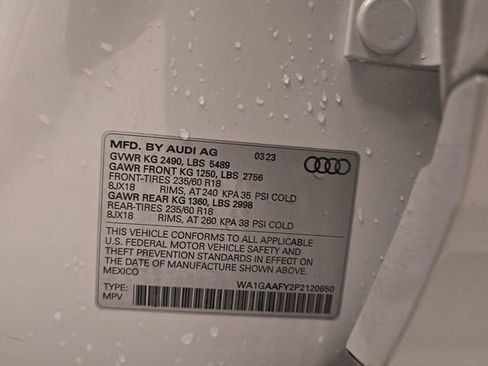 MFD. BY AUDI AG 03.23
GVWR KG 2490, LBS 5489
GAWR FRONT KG 1250, LBS 2756
FRONT-TIRES 235/60 R18
8JX18 RIMS, AT 240 KPA 35 PSI COLD
GAWR REAR KG 1360, LBS 2998
REAR-TIRES 235/60 R18
8JX18 RIMS, AT 260 KPA 38 PSI COLD
THIS VEHICLE CONFORMS TO ALL APPLICABLE
U.S. FEDERAL MOTOR VEHICLE SAFETY AND
THEFT PREVENTION STANDARDS IN EFFECT ON
THE DATE OF MANUFACTURE SHOWN ABOVE.
MEXICO
WA1GAAFY2P2120650
TYPE:
MPV